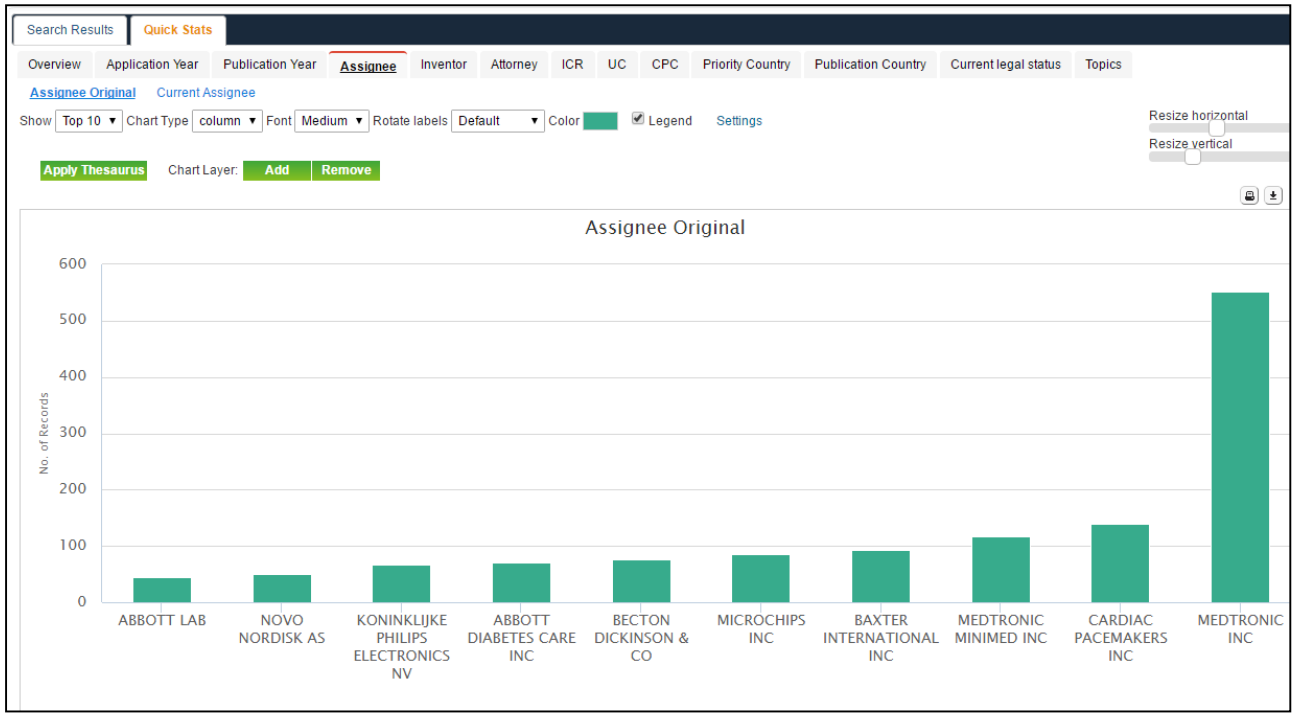 Search Results Quick Stats
Overview Application Year Publication Year Assignee Inventor Attorney ICR UC CPC Priority Country Publication Country Current legal status Topics
Assignee Original Current Assignee
Show Top 10 Chart Type column Font Medium Rotate labels Default Color Legend Settings
Resize horizontal
Resize vertical
Apply Thesaurus Chart Layer: Add Remove
Assignee Original
600
500
400
300
200
100
0
No. of Records
ABBOTT LAB
NOVO
NORDISK AS
KONINKLIJKE
PHILIPS
ELECTRONICS
NV
ABBOTT
DIABETES CARE
INC
BECTON
DICKINSON &
CO
MICROCHIPS
INC
BAXTER
INTERNATIONAL
INC
MEDTRONIC
MINIMED INC
CARDIAC
PACEMAKERS
INC
MEDTRONIC
INC